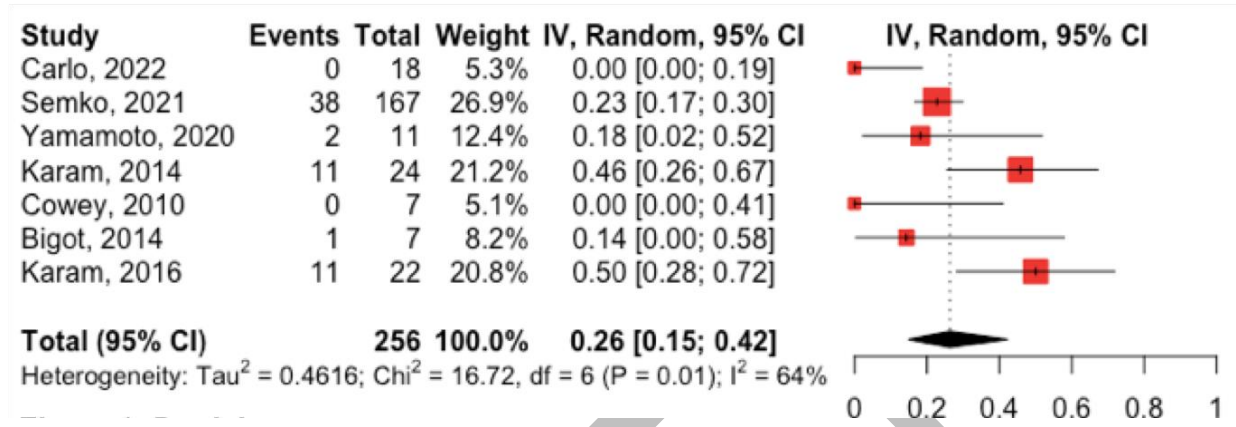 Study Events Total Weight IV, Random, 95% CI IV, Random, 95% CI
Carlo, 2022 0 18 5.3% 0.00 [0.00; 0.19]
Semko, 2021 38 167 26.9% 0.23 [0.17; 0.30]
Yamamoto, 2020 2 11 12.4% 0.18 [0.02; 0.52]
Karam, 2014 11 24 21.2% 0.46 [0.26; 0.67]
Cowey, 2010 0 7 5.1% 0.00 [0.00; 0.41]
Bigot, 2014 1 7 8.2% 0.14 [0.00; 0.58]
Karam, 2016 11 22 20.8% 0.50 [0.28; 0.72]
Total (95% CI) 256 100.0% 0.26 [0.15; 0.42]
Heterogeneity: Tau² = 0.4616; Chi² = 16.72, df = 6 (P = 0.01); I² = 64%
0 0.2 0.4 0.6 0.8 1